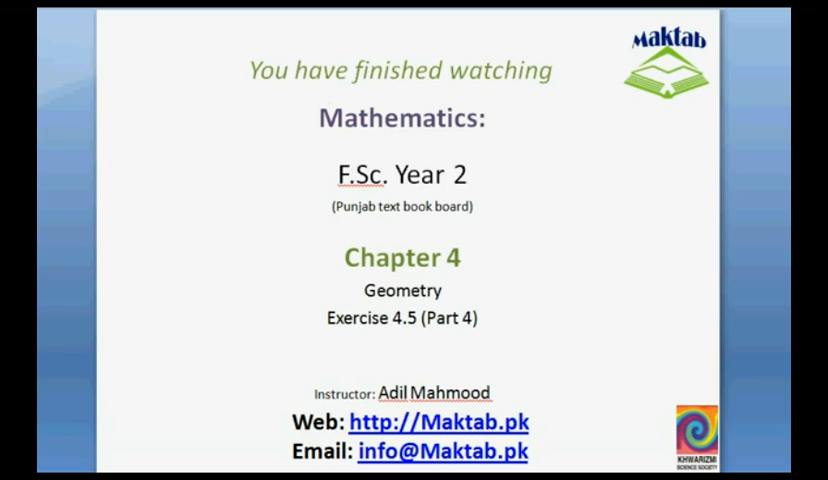 Maktab
You have finished watching
Mathematics:
F.Sc. Year 2
(Punjab text book board)
Chapter 4
Geometry
Exercise 4.5 (Part 4)
Instructor: Adil Mahmood
Web: http://Maktab.pk
Email: info@Maktab.pk
KHWARIZMI
SCIENCE SOCIETY